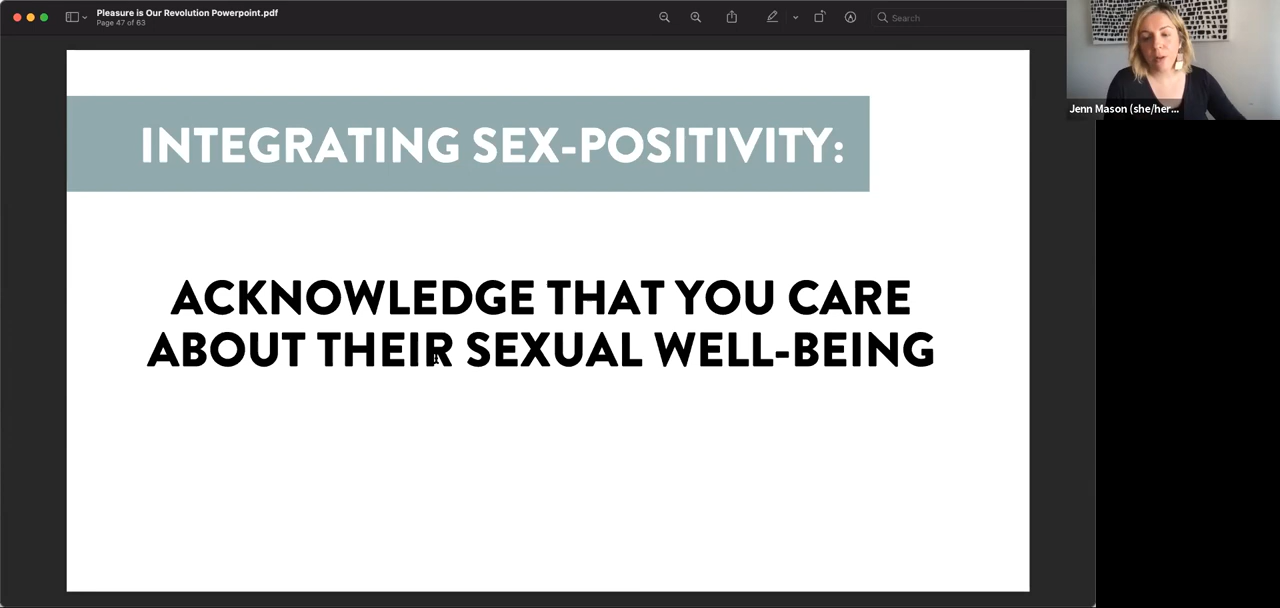 Pleasure is Our Revolution Powerpoint.pdf
Page 47 of 63
Search
Jenn Mason (she/her...
INTEGRATING SEX-POSITIVITY:
ACKNOWLEDGE THAT YOU CARE
ABOUT THEIR SEXUAL WELL-BEING